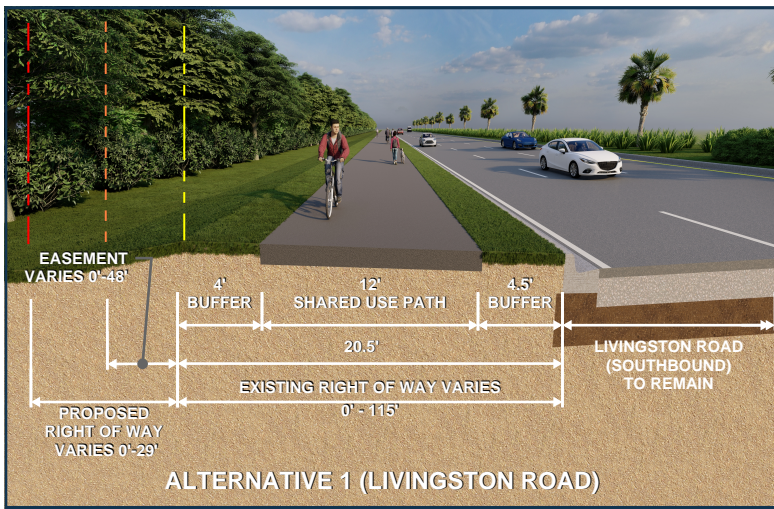 EASEMENT
VARIES 0'-48'
4'
BUFFER
12'
SHARED USE PATH
4.5'
BUFFER
20.5'
LIVINGSTON ROAD
(SOUTHBOUND)
TO REMAIN
EXISTING RIGHT OF WAY VARIES
0' - 115'
PROPOSED
RIGHT OF WAY
VARIES 0'-29'
ALTERNATIVE 1 (LIVINGSTON ROAD)